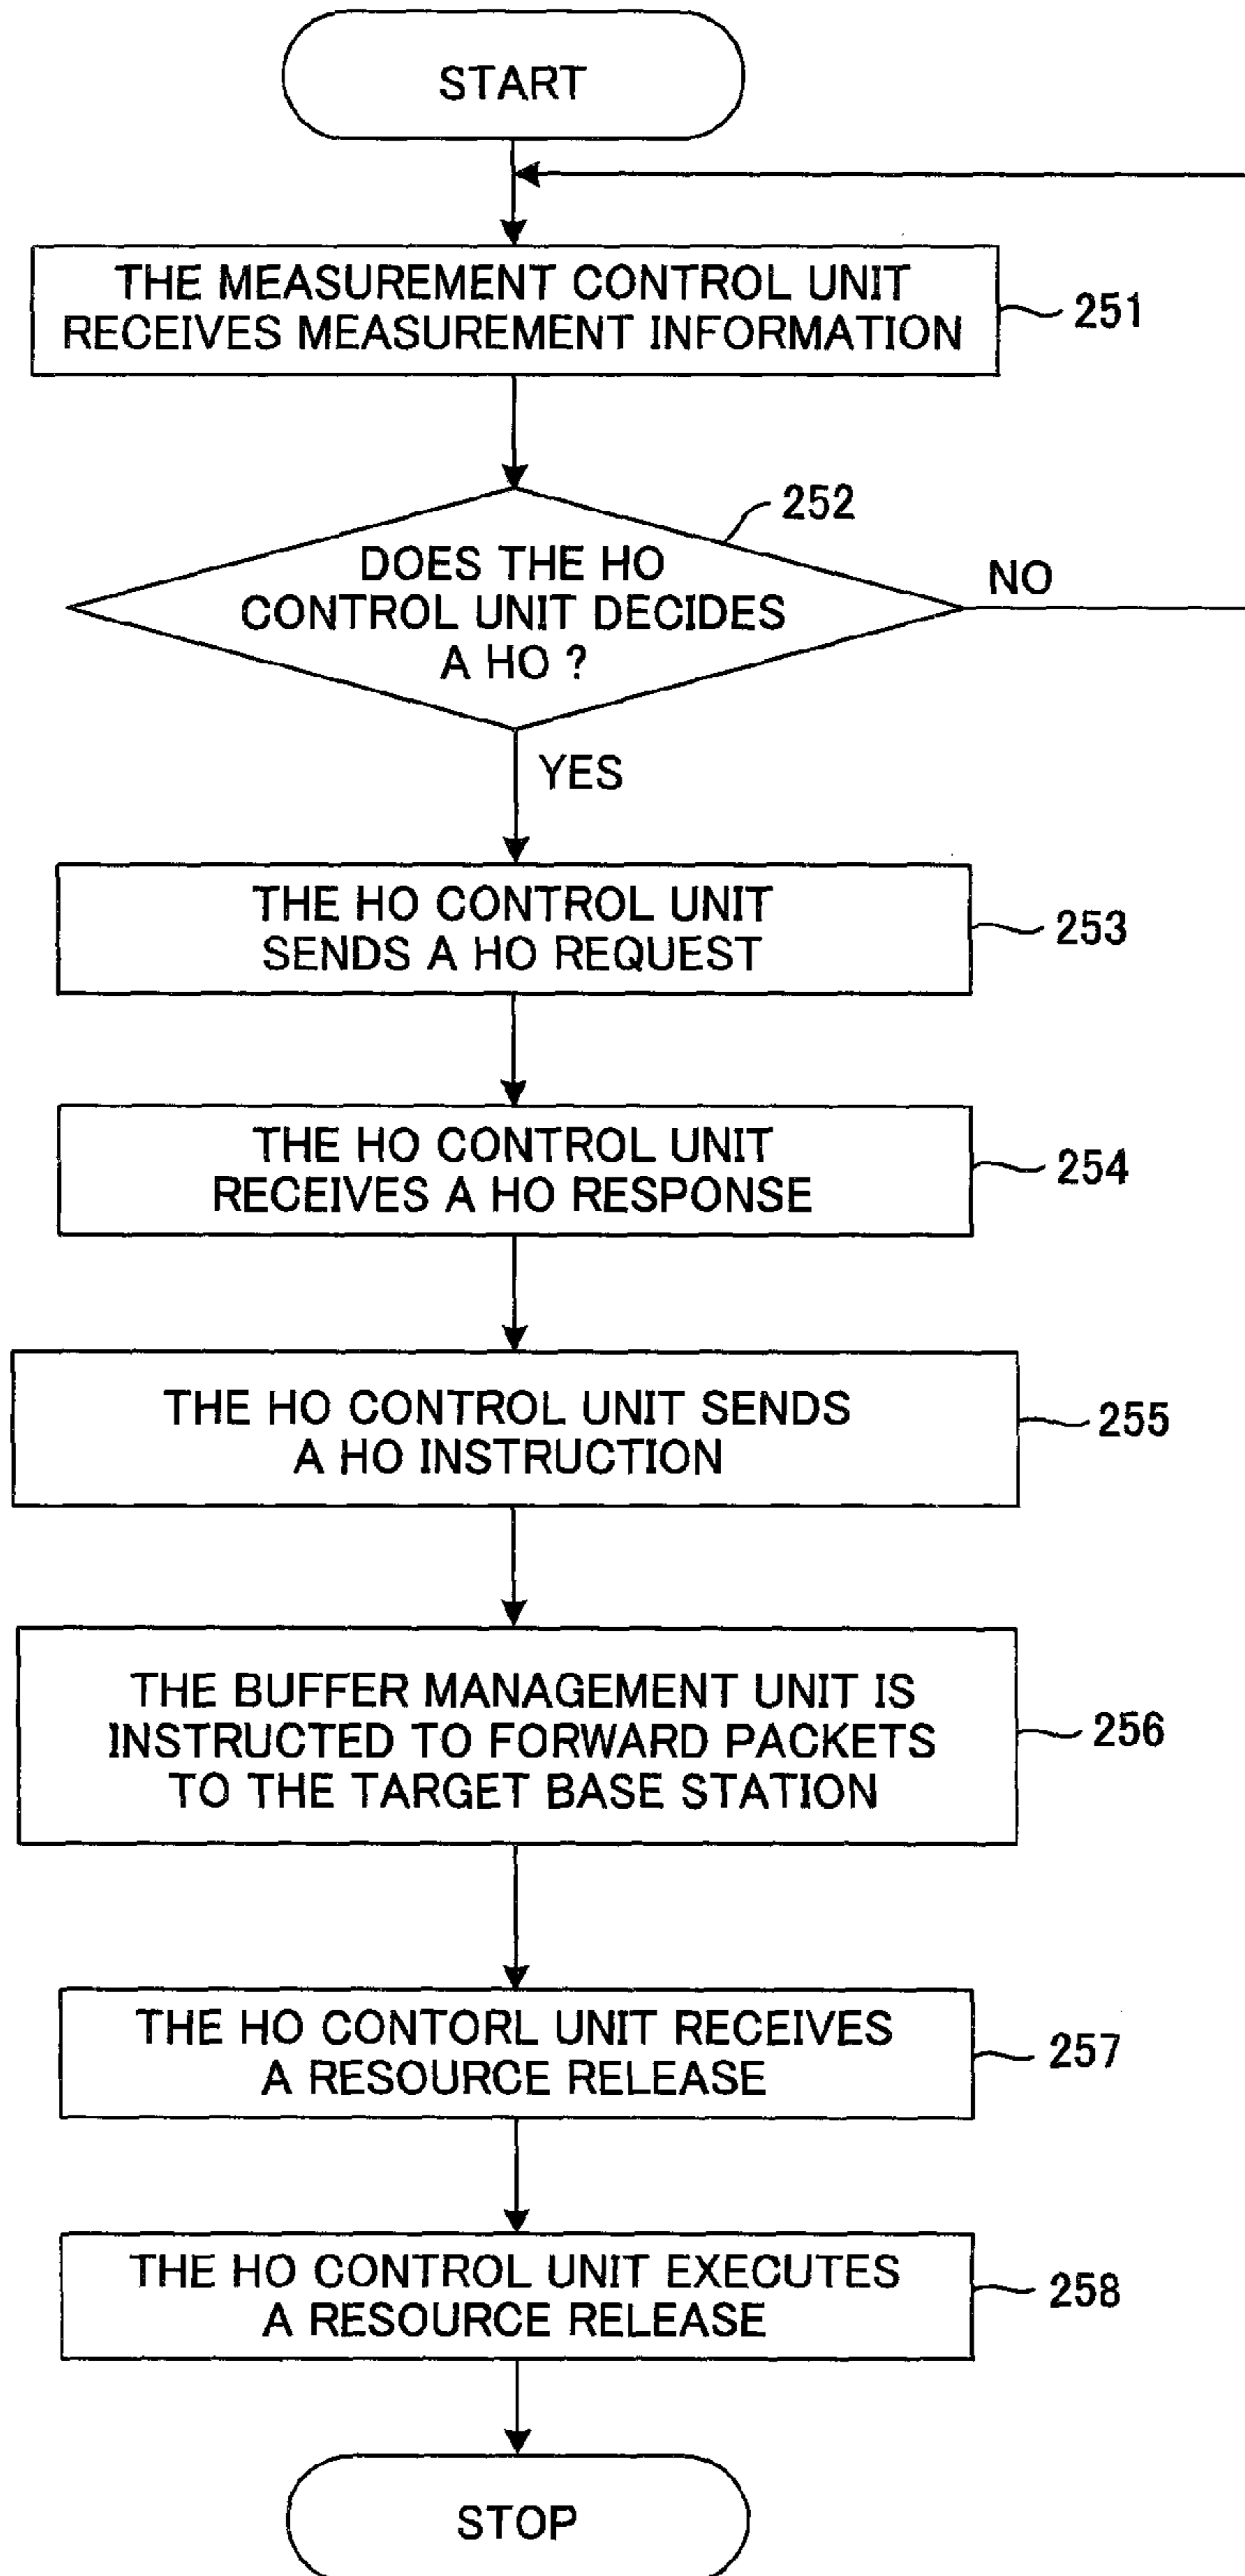 START
THE MEASUREMENT CONTROL UNIT
RECEIVES MEASUREMENT INFORMATION
251
252
DOES THE HO
CONTROL UNIT DECIDES
A HO ?
NO
YES
THE HO CONTROL UNIT
SENDS A HO REQUEST
253
THE HO CONTROL UNIT
RECEIVES A HO RESPONSE
254
THE HO CONTROL UNIT SENDS
A HO INSTRUCTION
255
THE BUFFER MANAGEMENT UNIT IS
INSTRUCTED TO FORWARD PACKETS
TO THE TARGET BASE STATION
256
THE HO CONTORL UNIT RECEIVES
A RESOURCE RELEASE
257
THE HO CONTROL UNIT EXECUTES
A RESOURCE RELEASE
258
STOP